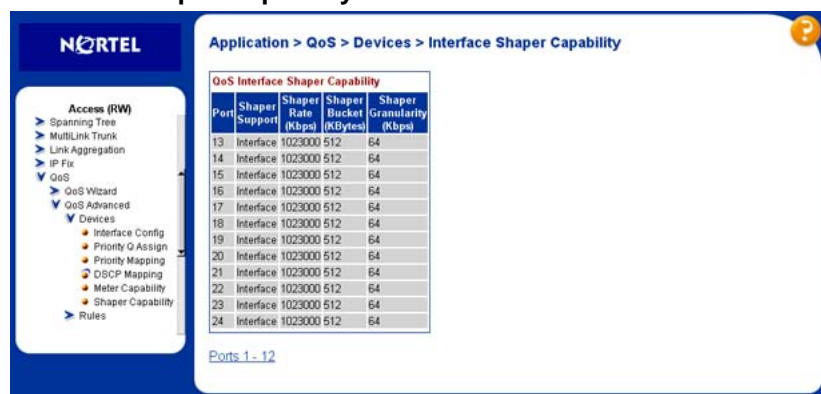 NORTEL
Application > QoS > Devices > Interface Shaper Capability
?
Access (RW)
Spanning Tree
MultiLink Trunk
Link Aggregation
IP Fix
QoS
QoS Wizard
QoS Advanced
Devices
Interface Config
Priority Q Assign
Priority Mapping
DSCP Mapping
Meter Capability
Shaper Capability
Rules
QoS Interface Shaper Capability
Port Shaper Support Shaper Rate (Kbps) Shaper Bucket (KBytes) Shaper Granularity (Kbps)
13 Interface 1023000 512 64
14 Interface 1023000 512 64
15 Interface 1023000 512 64
16 Interface 1023000 512 64
17 Interface 1023000 512 64
18 Interface 1023000 512 64
19 Interface 1023000 512 64
20 Interface 1023000 512 64
21 Interface 1023000 512 64
22 Interface 1023000 512 64
23 Interface 1023000 512 64
24 Interface 1023000 512 64
Ports 1 - 12